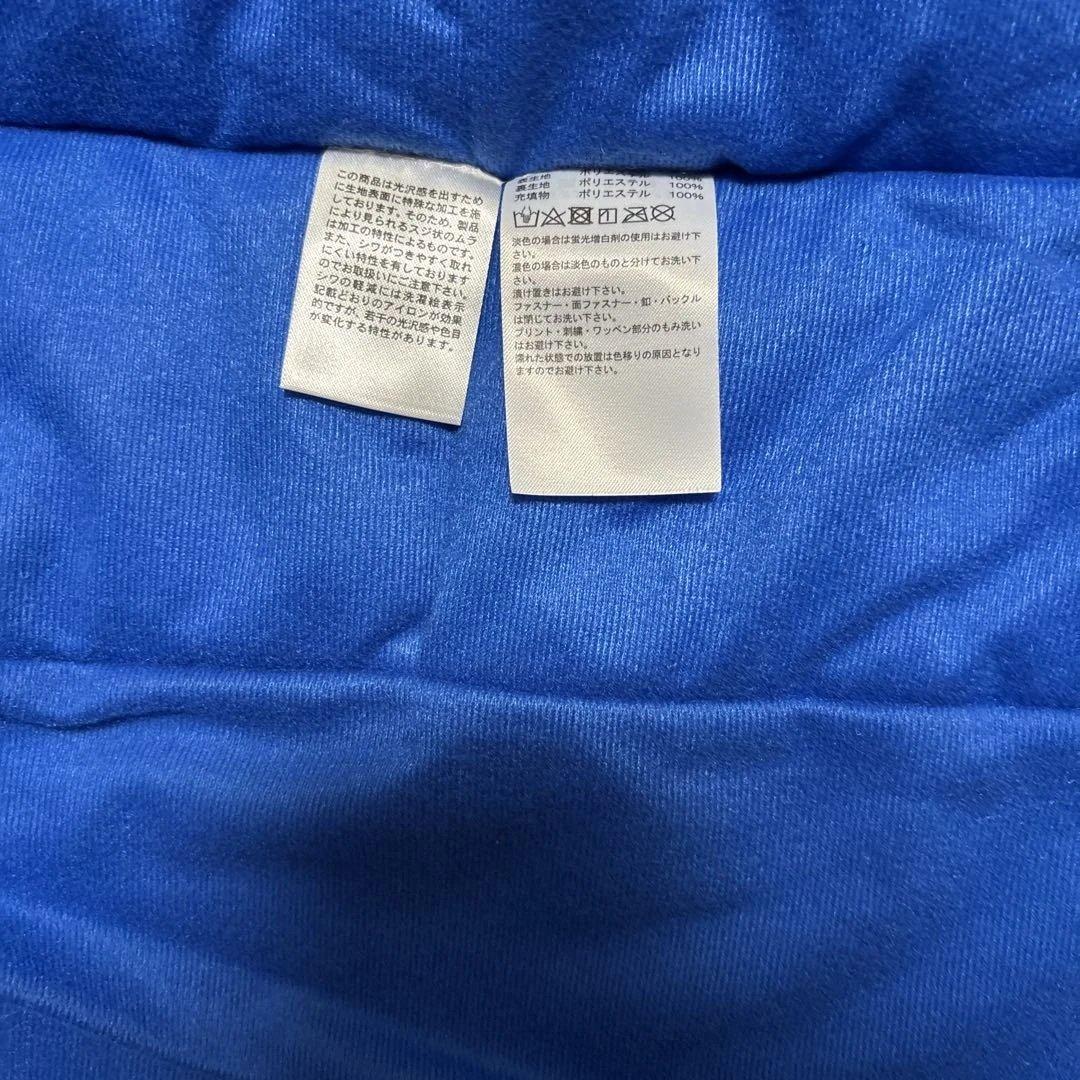 この商品は光沢感を出すため
に生地表面に特殊な加工を施
しております。そのため、製品
により見られるスジ状のムラ
は加工の特性によるものです。
また、シワがつきやすく取れ
にくい特性を有しております
のでお取扱いにご注意下さい。
シワの軽減には洗濯絵表示
記載どおりのアイロンが効果
的ですが、若干の光沢感や色目
が変化する特性があります。
表生地 ポリエステル 100%
裏生地 ポリエステル 100%
充填物 ポリエステル 100%
淡色の場合は蛍光増白剤の使用はお避け下
さい。
濃色の場合は淡色のものと分けてお洗い下
さい。
漬け置きはお避け下さい。
ファスナー・面ファスナー・釦・バックル
は閉じてお洗い下さい。
プリント・刺繍・ワッペン部分のもみ洗い
はお避け下さい。
濡れた状態での放置は色移りの原因となり
ますのでお避け下さい。